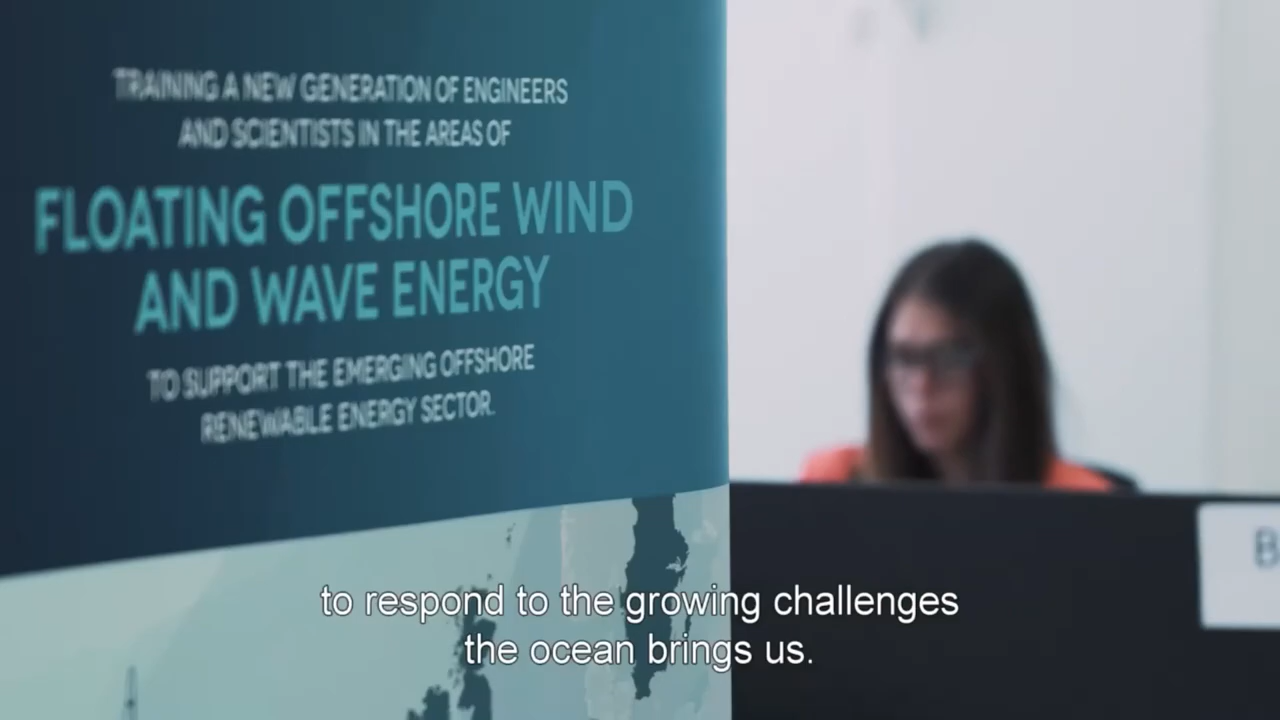 TRAINING A NEW GENERATION OF ENGINEERS
AND SCIENTISTS IN THE AREAS OF
FLOATING OFFSHORE WIND
AND WAVE ENERGY
TO SUPPORT THE EMERGING OFFSHORE
RENEWABLE ENERGY SECTOR.
B
to respond to the growing challenges
the ocean brings us.